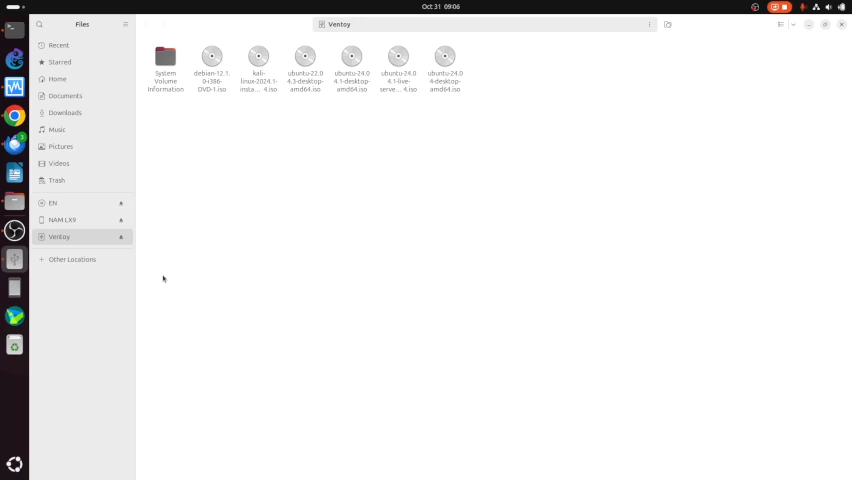 Oct 31 09:06
Files
Ventoy
Recent
Starred
Home
Documents
Downloads
Music
Pictures
Videos
Trash
EN
NAM LX9
Ventoy
Other Locations
System
Volume
Information
debian-12.1.
0-i386-
DVD-1.iso
kali-
linux-2024.1-
insta... 4.iso
ubuntu-22.0
4.3-desktop-
amd64.iso
ubuntu-24.0
4.1-desktop-
amd64.iso
ubuntu-24.0
4.1-live-
serve... 4.iso
ubuntu-24.0
4-desktop-
amd64.iso
3